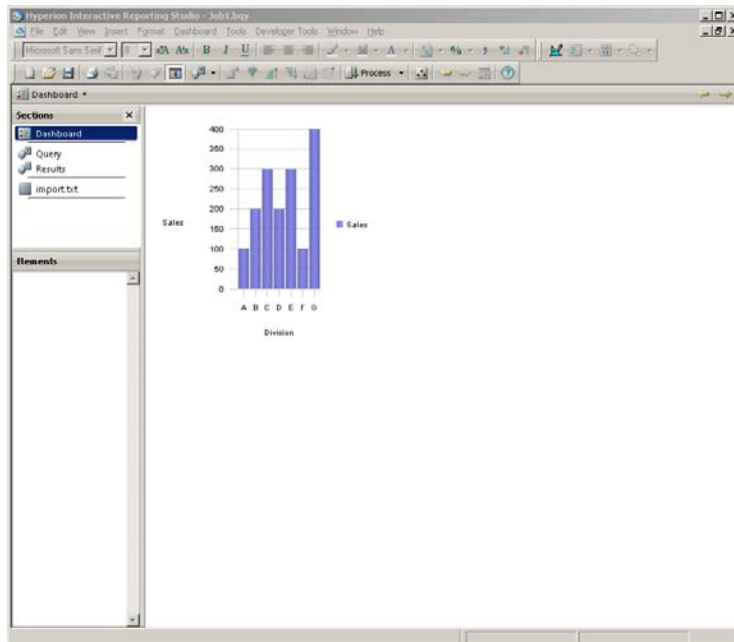 Hyperion Interactive Reporting Studio - Job1.bqy
File Edit View Insert Format Dashboard Tools Developer Tools Window Help
Microsoft Sans Serif 8 B I U
Process
Dashboard
Sections
Dashboard
Query
Results
import.txt
Elements
400
350
300
250
200
150
100
50
0
Sales
Sales
A B C D E F G
Division